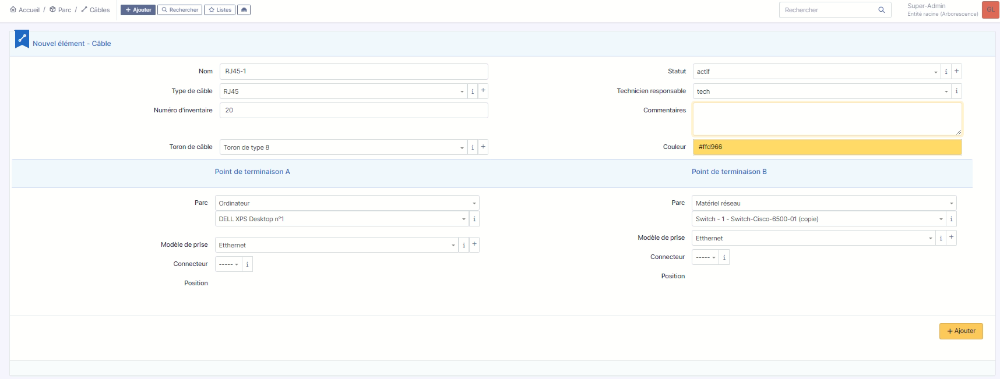 Accueil / Parc / Câbles
+ Ajouter Rechercher Listes
Rechercher
Super-Admin
Entité racine (Arborescence)
GL
Nouvel élément - Câble
Nom RJ45-1
Statut actif i +
Type de câble RJ45 i +
Technicien responsable tech i
Numéro d'inventaire 20
Commentaires
Toron de câble Toron de type 8 i +
Couleur #ffd966
Point de terminaison A
Point de terminaison B
Parc Ordinateur
DELL XPS Desktop n°1 i
Parc Matériel réseau
Switch - 1 - Switch-Cisco-6500-01 (copie) i
Modèle de prise Etthernet i +
Modèle de prise Etthernet i +
Connecteur ----- i
Connecteur ----- i
Position
Position
+ Ajouter